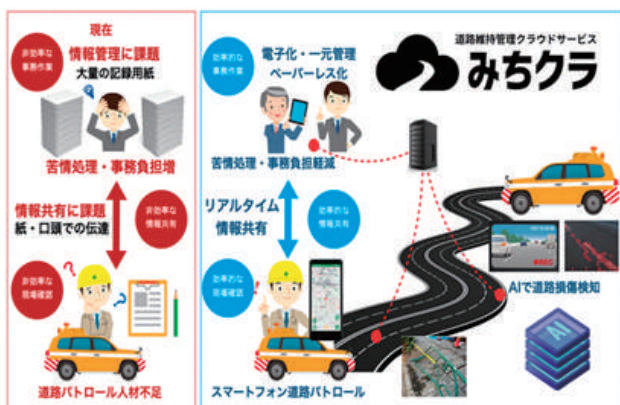 現在
非効率な
事務作業
情報管理に課題
大量の記録用紙
苦情処理・事務負担増
情報共有に課題
紙・口頭での伝達
非効率な
情報共有
非効率な
現場確認
道路パトロール人材不足
効率的な
事務作業
電子化・一元管理
ペーパーレス化
苦情処理・事務負担軽減
リアルタイム
情報共有
効率的な
情報共有
効率的な
現場確認
スマートフォン道路パトロール
道路維持管理クラウドサービス
みちクラ
AIで道路損傷検知
AI